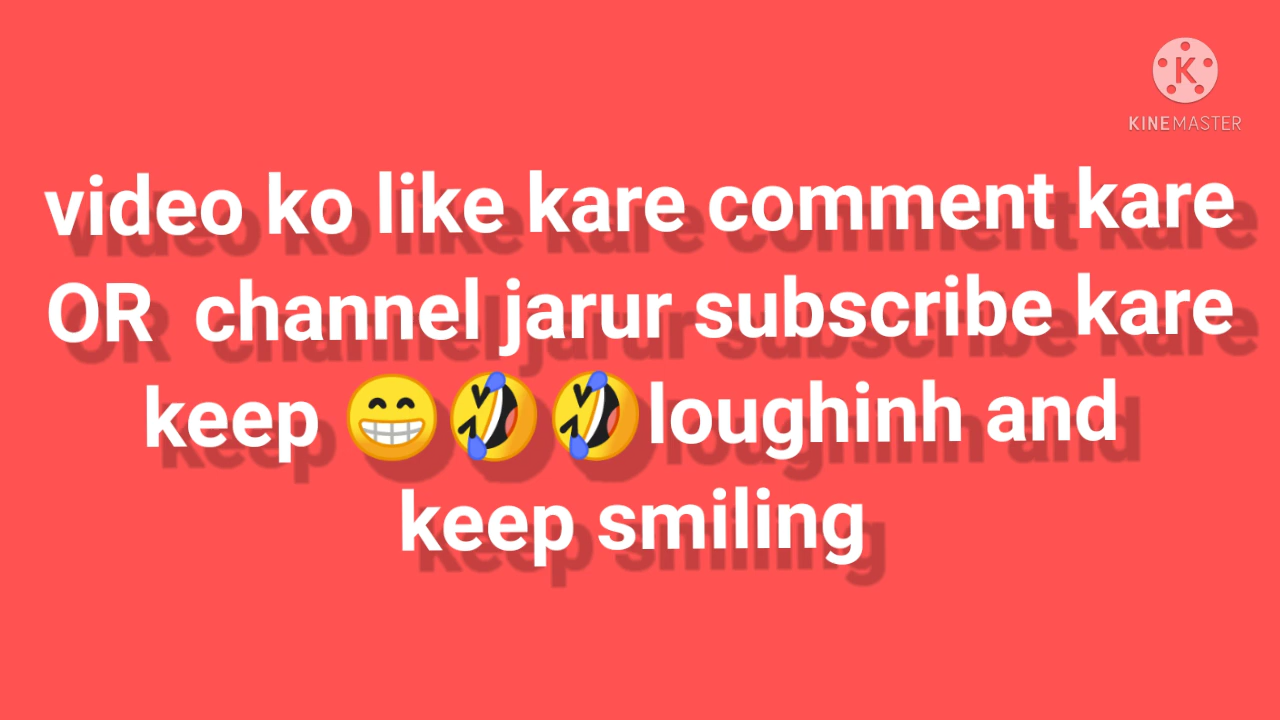 KINEMASTER
video ko like kare comment kare
OR channel jarur subscribe kare
keep 😁🤣🤣loughinh and
keep smiling